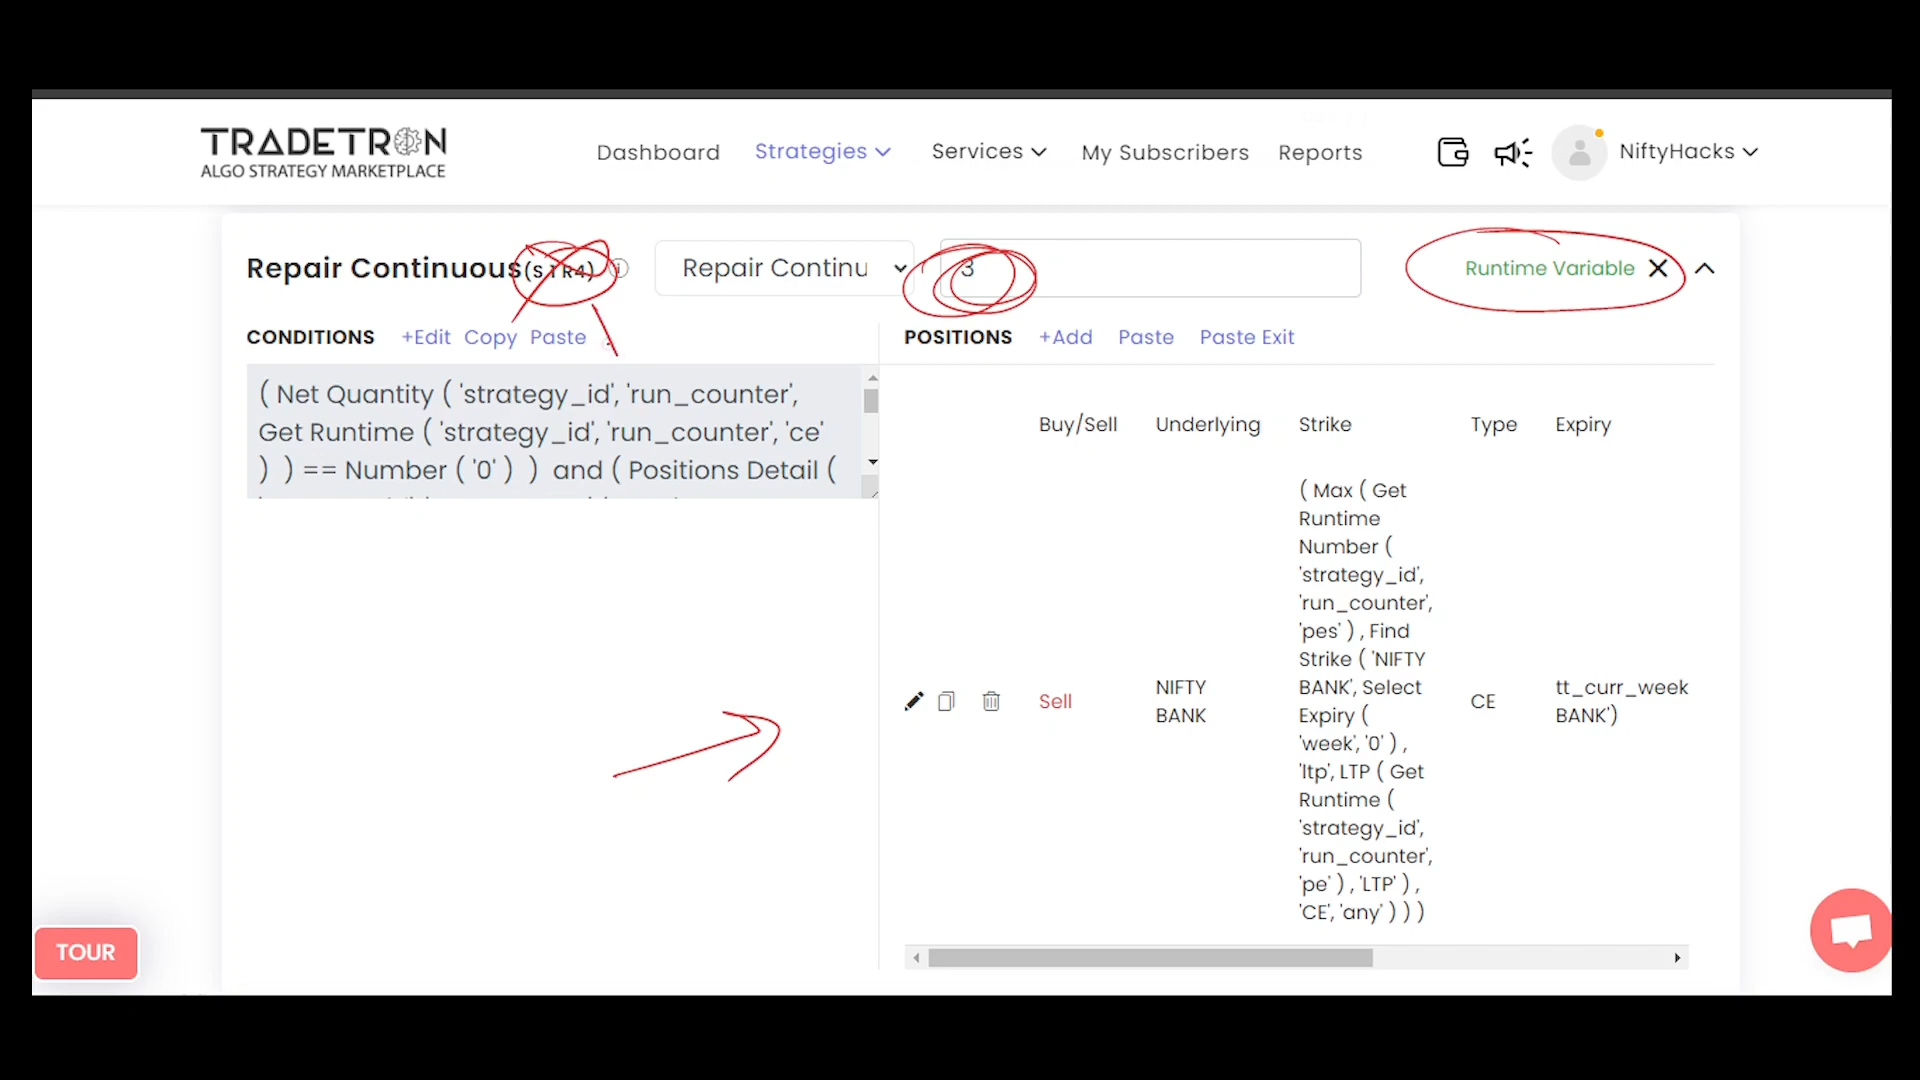 TRADETRON
ALGO STRATEGY MARKETPLACE
Dashboard
Strategies
Services
My Subscribers
Reports
NiftyHacks
Repair Continuous
Repair Continu
3
Runtime Variable
CONDITIONS +Edit Copy Paste
POSITIONS +Add Paste Paste Exit
( Net Quantity ( 'strategy_id', 'run_counter',
Get Runtime ( 'strategy_id', 'run_counter', 'ce'
) ) == Number ( '0' ) ) and ( Positions Detail (
Buy/Sell Underlying Strike Type Expiry
Sell
NIFTY
BANK
( Max ( Get
Runtime
Number (
'strategy_id',
'run_counter',
'pes' ) , Find
Strike ( 'NIFTY
BANK', Select
Expiry (
'week', '0' ) ,
'ltp', LTP ( Get
Runtime (
'strategy_id',
'run_counter',
'pe' ) , 'LTP' ) ,
'CE', 'any' ) ) )
CE
tt_curr_week
BANK')
TOUR